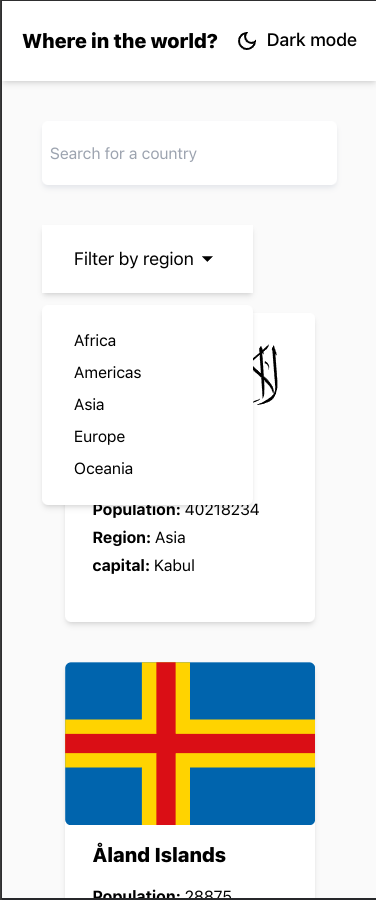 Where in the world?
Dark mode
Search for a country
Filter by region
Africa
Americas
Asia
Europe
Oceania
Population: 40218234
Region: Asia
capital: Kabul
Åland Islands
Population: 28875